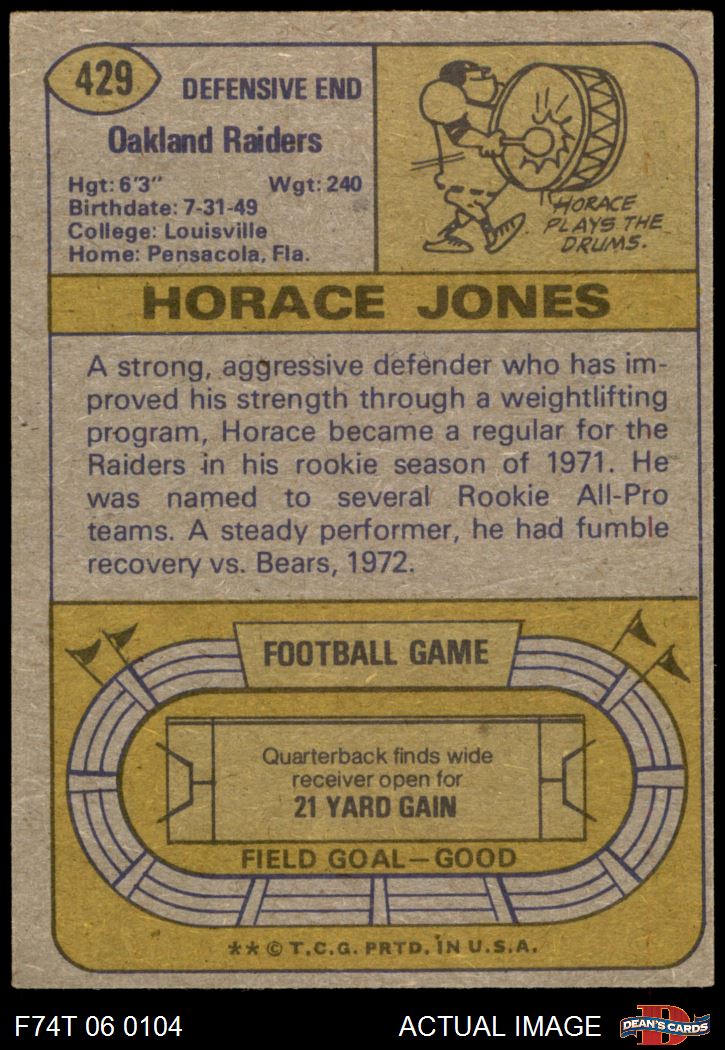 429
DEFENSIVE END
Oakland Raiders
Hgt: 6'3" Wgt: 240
Birthdate: 7-31-49
College: Louisville
Home: Pensacola, Fla.
HORACE
PLAYS THE
DRUMS.
HORACE JONES
A strong, aggressive defender who has im-
proved his strength through a weightlifting
program, Horace became a regular for the
Raiders in his rookie season of 1971. He
was named to several Rookie All-Pro
teams. A steady performer, he had fumble
recovery vs. Bears, 1972.
FOOTBALL GAME
Quarterback finds wide
receiver open for
21 YARD GAIN
FIELD GOAL—GOOD
** © T.C.G. PRTD. IN U.S.A.
F74T 06 0104 ACTUAL IMAGE
D
DEAN'S CARDS